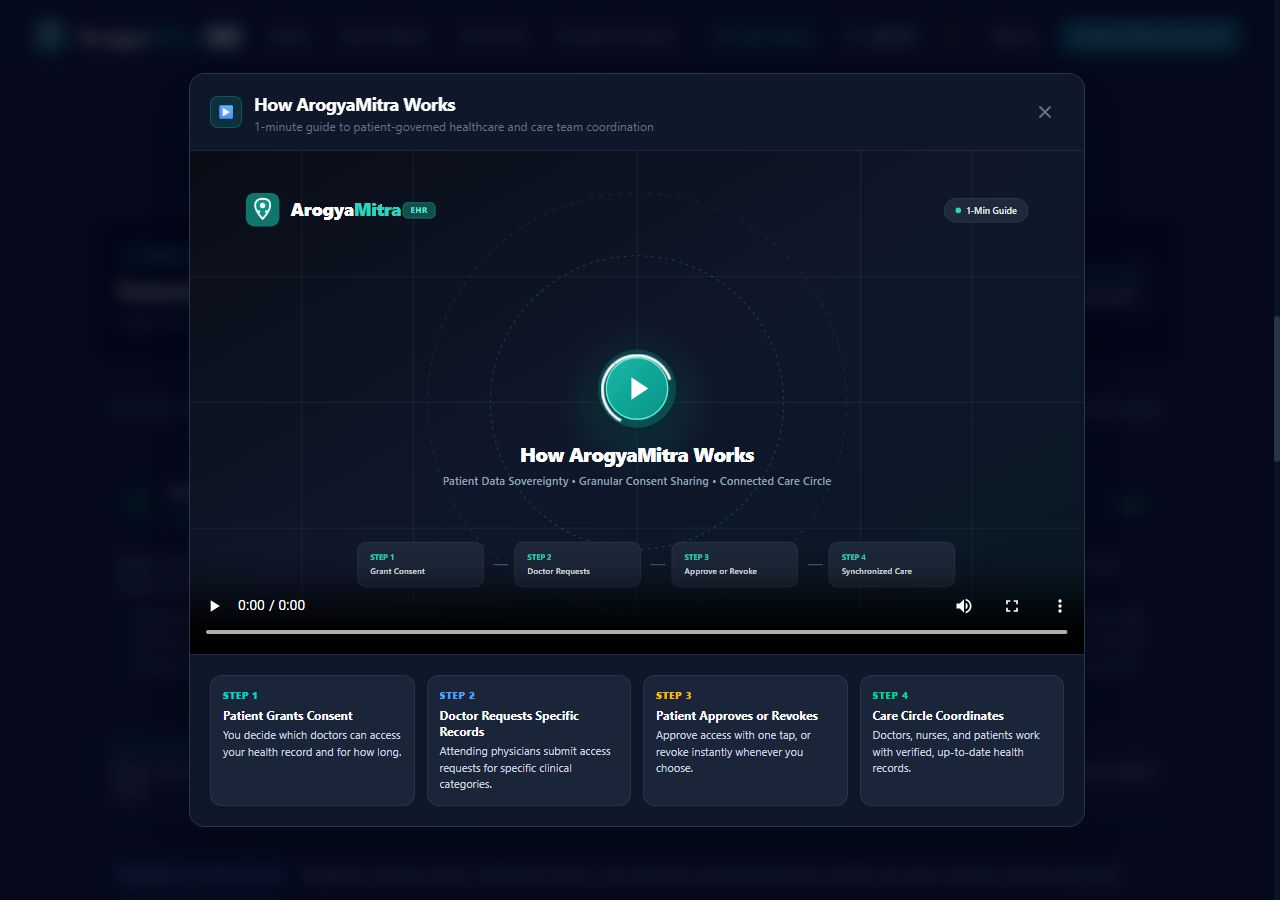 How ArogyaMitra Works
1-minute guide to patient-governed healthcare and care team coordination
ArogyaMitra EHR
1-Min Guide
How ArogyaMitra Works
Patient Data Sovereignty • Granular Consent Sharing • Connected Care Circle
STEP 1
Grant Consent
STEP 2
Doctor Requests
STEP 3
Approve or Revoke
STEP 4
Synchronized Care
0:00 / 0:00
STEP 1
Patient Grants Consent
You decide which doctors can access
your health record and for how long.
STEP 2
Doctor Requests Specific
Records
Attending physicians submit access
requests for specific clinical
categories.
STEP 3
Patient Approves or Revokes
Approve access with one tap, or
revoke instantly whenever you
choose.
STEP 4
Care Circle Coordinates
Doctors, nurses, and patients work
with verified, up-to-date health
records.